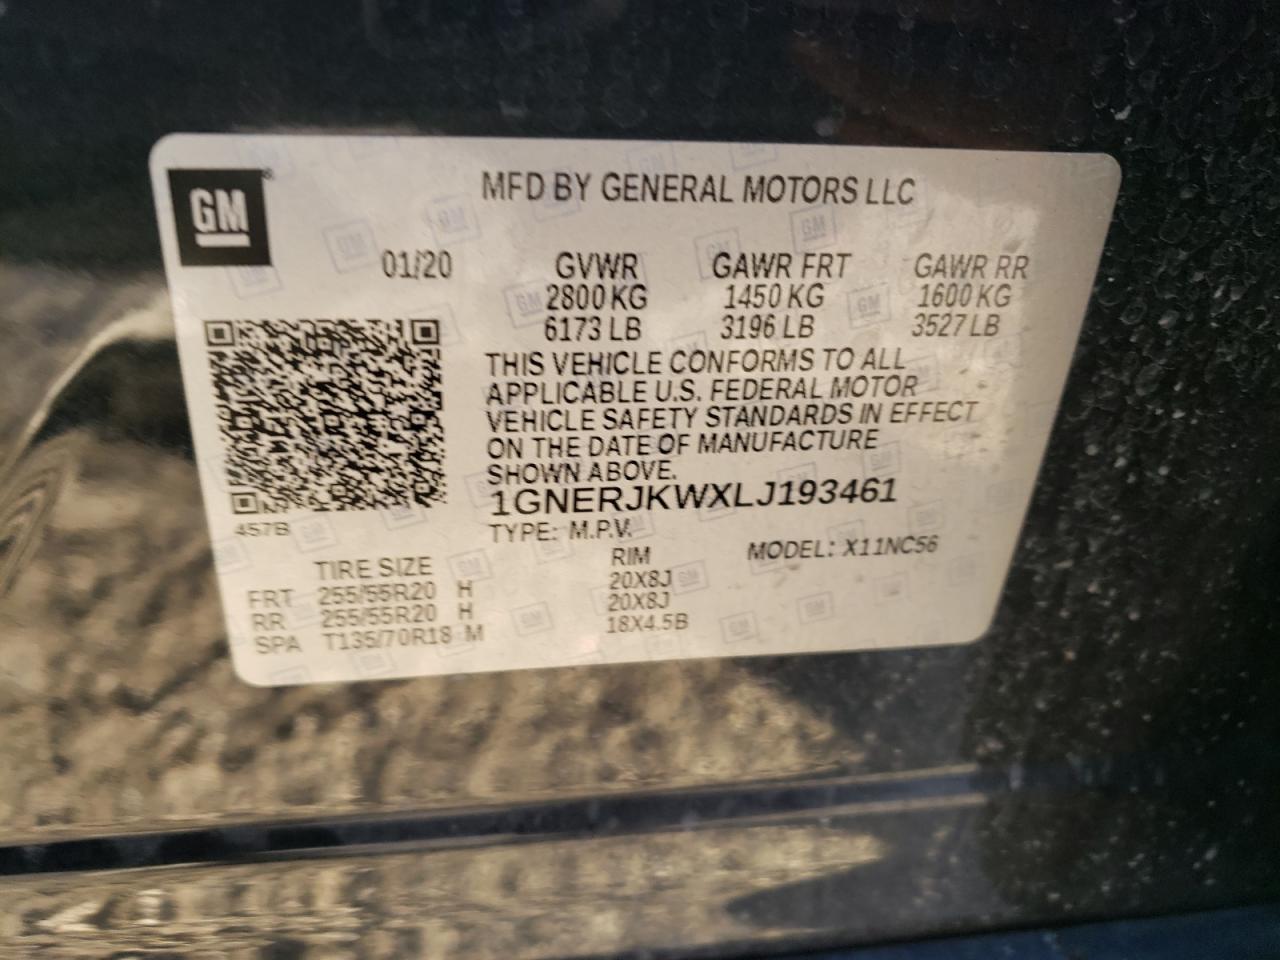 GM
MFD BY GENERAL MOTORS LLC
01/20 GVWR GAWR FRT GAWR RR
2800 KG 1450 KG 1600 KG
6173 LB 3196 LB 3527 LB
THIS VEHICLE CONFORMS TO ALL
APPLICABLE U.S. FEDERAL MOTOR
VEHICLE SAFETY STANDARDS IN EFFECT
ON THE DATE OF MANUFACTURE
SHOWN ABOVE.
1GNERJKWXLJ193461
457B
TYPE: M.P.V. MODEL: X11NC56
TIRE SIZE RIM
FRT 255/55R20 H 20X8J
RR 255/55R20 H 20X8J
SPA T135/70R18 M 18X4.5B